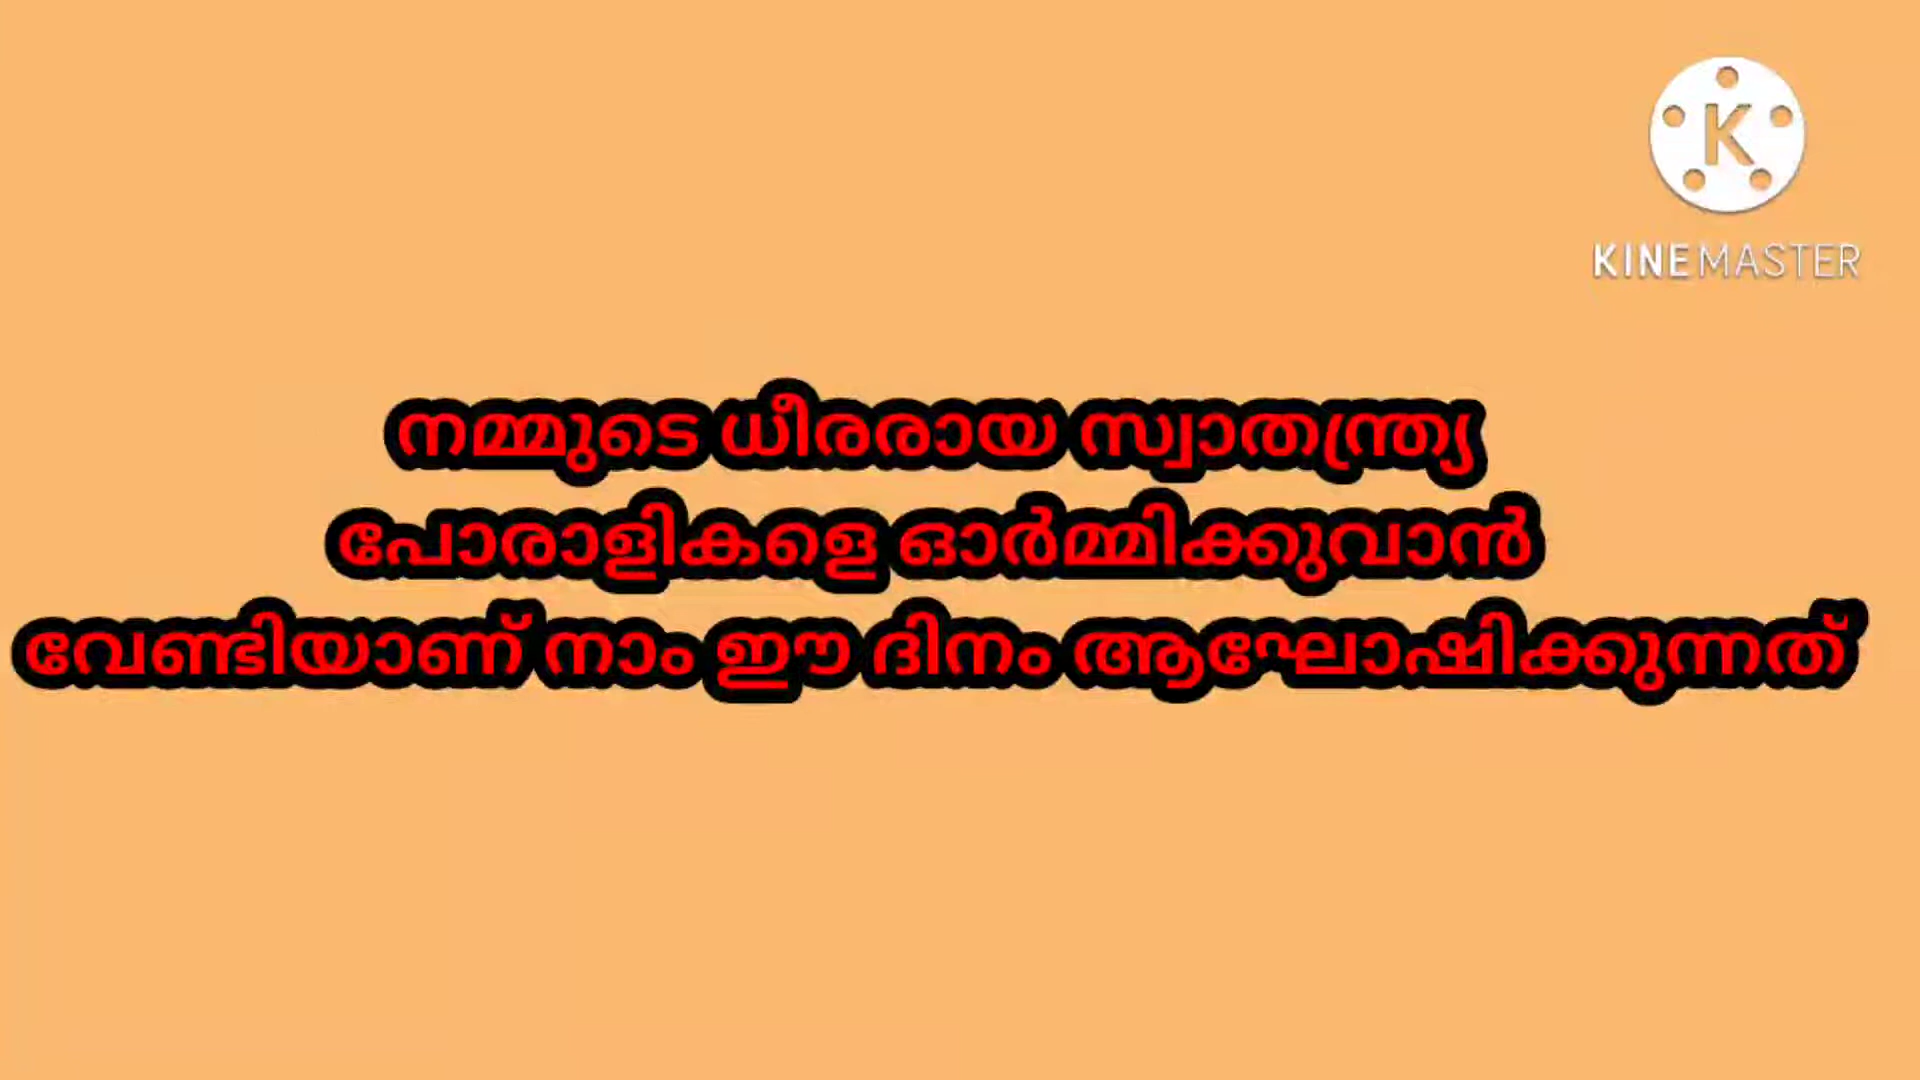 KINEMASTER
നമ്മുടെ ധീരരായ സ്വാതന്ത്ര്യ
പോരാളികളെ ഓർമ്മിക്കുവാൻ
വേണ്ടിയാണ് നാം ഈ ദിനം ആഘോഷിക്കുന്നത്